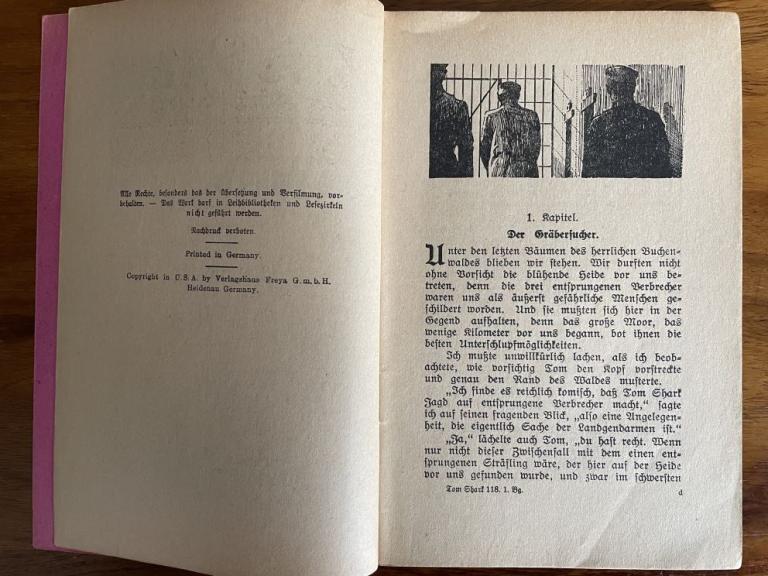 Alle Rechte, besonders das der Übersetzung und Verfilmung, vor-
behalten. — Das Werk darf in Leihbibliotheken und Lesezirkeln
nicht geführt werden.
Nachdruck verboten.
Printed in Germany.
Copyright in U.S.A. by Verlagshaus Freya G.m.b.H.
Heidenau Germany.
1. Kapitel.
Der Gräbersucher.
Unter den letzten Bäumen des herrlichen Buchen-
waldes blieben wir stehen. Wir durften nicht
ohne Vorsicht die blühende Heide vor uns be-
treten, denn die drei entsprungenen Verbrecher
waren uns als äußerst gefährliche Menschen ge-
schildert worden. Und sie mußten sich hier in der
Gegend aufhalten, denn das große Moor, das
wenige Kilometer vor uns begann, bot ihnen die
besten Unterschlupfmöglichkeiten.
Ich mußte unwillkürlich lachen, als ich beob-
achtete, wie vorsichtig Tom den Kopf vorstreckte
und genau den Rand des Waldes musterte.
„Ich finde es reichlich komisch, daß Tom Shark
Jagd auf entsprungene Verbrecher macht,“ sagte
ich auf seinen fragenden Blick, „also eine Angelegen-
heit, die eigentlich Sache der Landgendarmen ist.“
„Ja,“ lächelte auch Tom, „du hast recht. Wenn
nur nicht dieser Zwischenfall mit dem einen ent-
sprungenen Sträfling wäre, der hier auf der Heide
vor uns gefunden wurde, und zwar im schwersten
Tom Shark 118. 1. Bg.
d